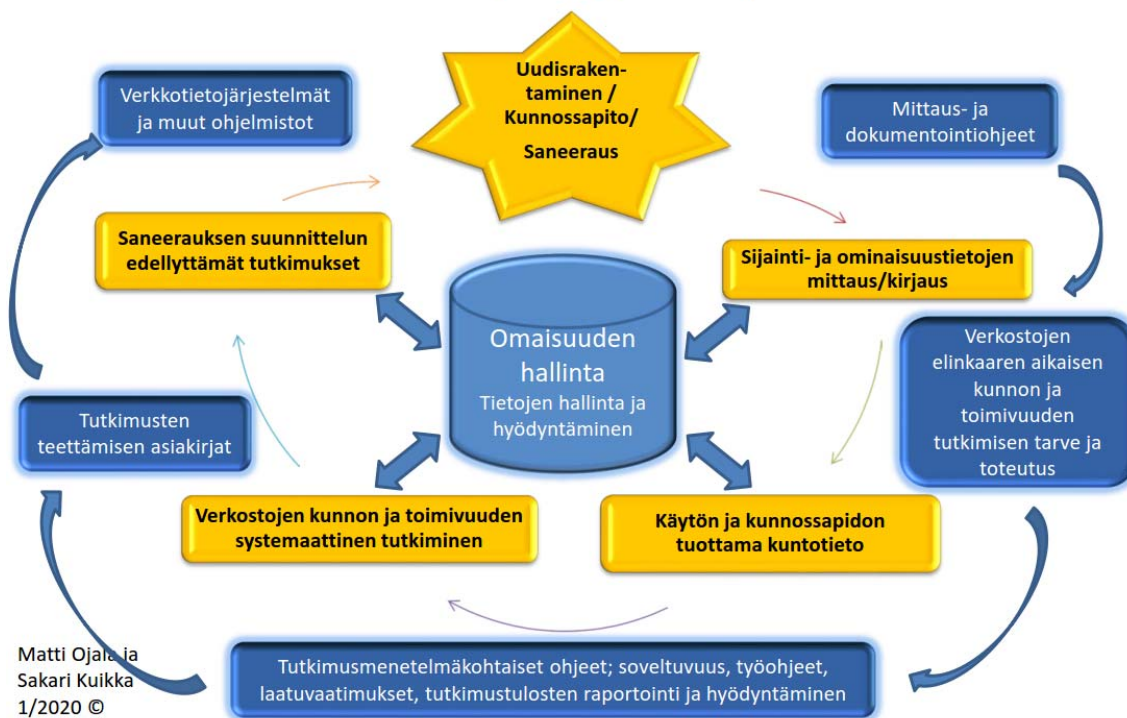 Uudisraken-
taminen /
Kunnossapito/
Saneeraus
Verkkotietojärjestelmät
ja muut ohjelmistot
Mittaus- ja
dokumentointiohjeet
Saneerauksen suunnittelun
edellyttämät tutkimukset
Sijainti- ja ominaisuustietojen
mittaus/kirjaus
Omaisuuden
hallinta
Tietojen hallinta ja
hyödyntäminen
Verkostojen
elinkaaren aikaisen
kunnon ja
toimivuuden
tutkimisen tarve ja
toteutus
Tutkimusten
teettämisen asiakirjat
Verkostojen kunnon ja toimivuuden
systemaattinen tutkiminen
Käytön ja kunnossapidon
tuottama kuntotieto
Tutkimusmenetelmäkohtaiset ohjeet; soveltuvuus, työohjeet,
laatuvaatimukset, tutkimustulosten raportointi ja hyödyntäminen
Matti Ojala ja
Sakari Kuikka
1/2020 ©